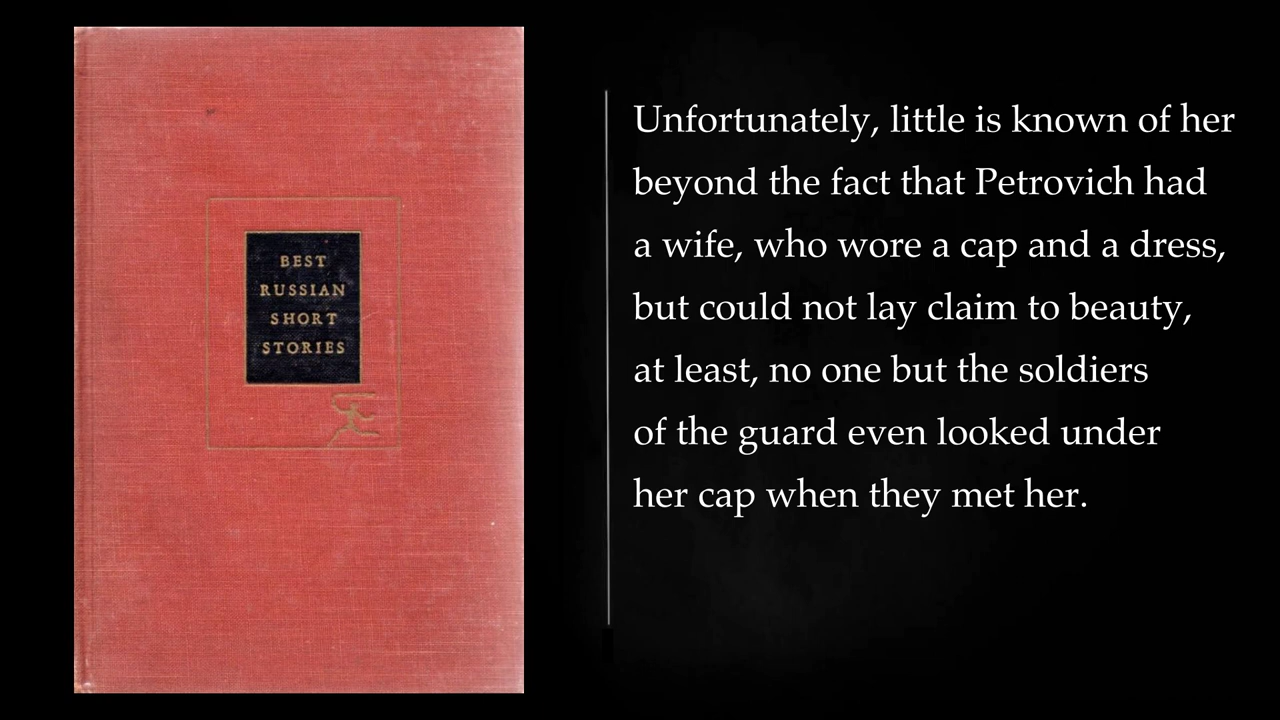 BEST
RUSSIAN
SHORT
STORIES
Unfortunately, little is known of her
beyond the fact that Petrovich had
a wife, who wore a cap and a dress,
but could not lay claim to beauty,
at least, no one but the soldiers
of the guard even looked under
her cap when they met her.